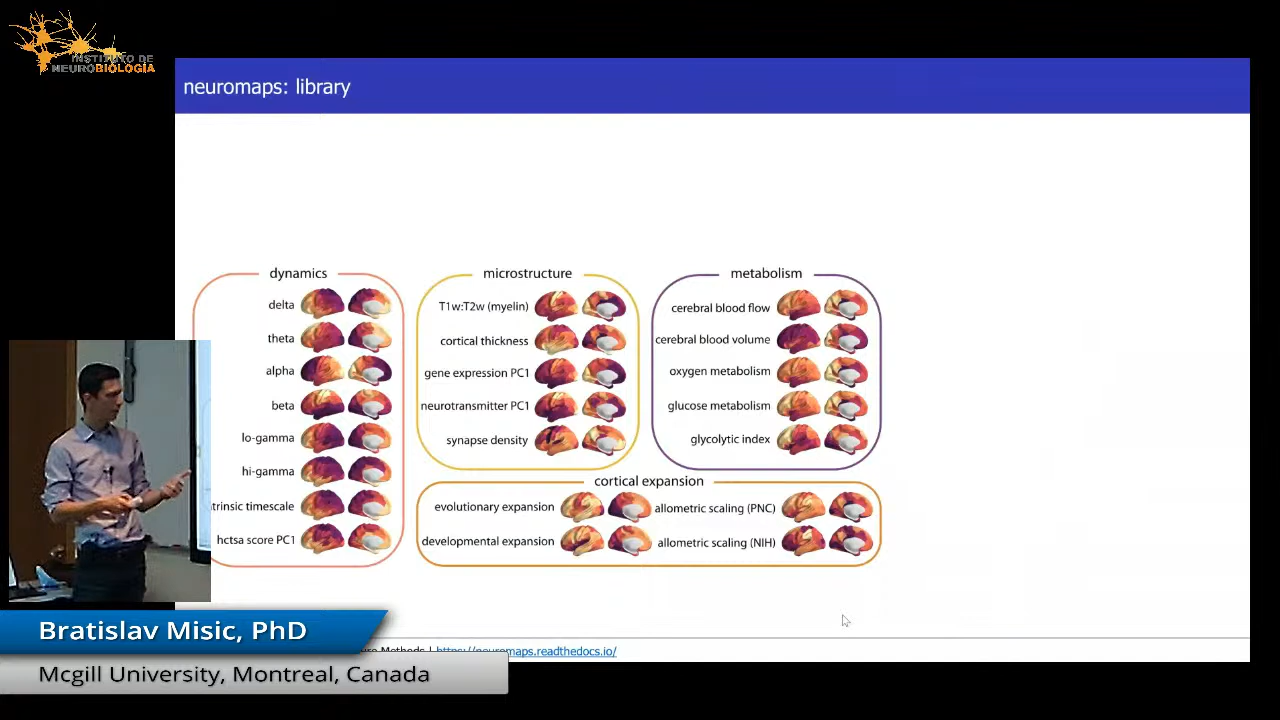 INSTITUTO DE
NEUROBIOLOGÍA
neuromaps: library
dynamics
delta
theta
alpha
beta
lo-gamma
hi-gamma
trinsic timescale
hctsa score PC1
microstructure
T1w:T2w (myelin)
cortical thickness
gene expression PC1
neurotransmitter PC1
synapse density
metabolism
cerebral blood flow
cerebral blood volume
oxygen metabolism
glucose metabolism
glycolytic index
cortical expansion
evolutionary expansion
allometric scaling (PNC)
developmental expansion
allometric scaling (NIH)
Methods | https://neuromaps.readthedocs.io/
Bratislav Misic, PhD
Mcgill University, Montreal, Canada